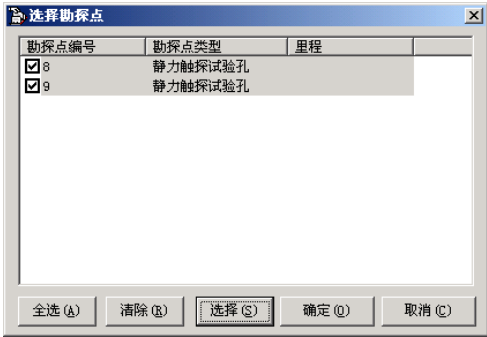 选择勘探点
勘探点编号 勘探点类型 里程
8 静力触探试验孔
9 静力触探试验孔
全选(A) 清除(R) 选择(S) 确定(O) 取消(C)